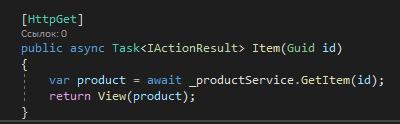 [HttpGet]
Ссылок: 0
public async Task<IActionResult> Item(Guid id)
{
var product = await _productService.GetItem(id);
return View(product);
}